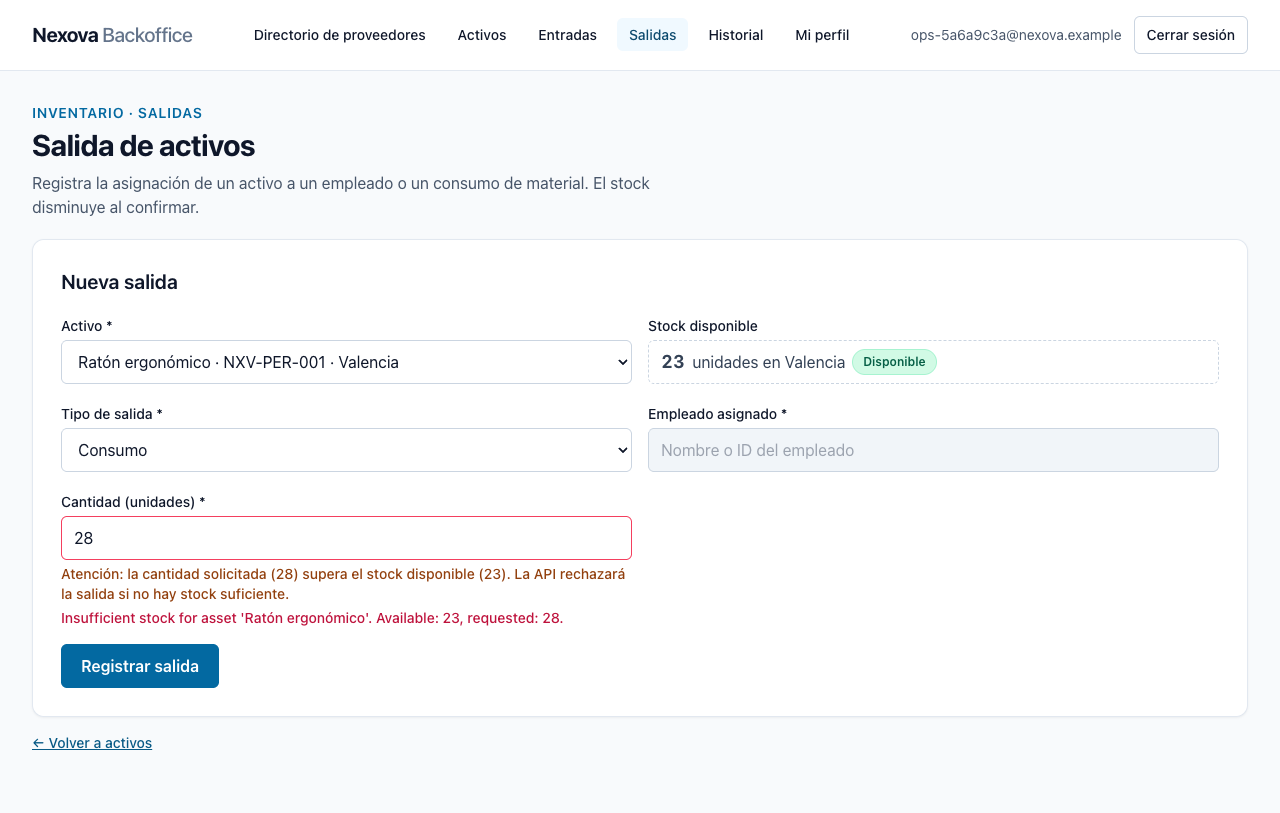 Nexova Backoffice
Directorio de proveedores
Activos
Entradas
Salidas
Historial
Mi perfil
ops-5a6a9c3a@nexova.example
Cerrar sesión
INVENTARIO · SALIDAS
Salida de activos
Registra la asignación de un activo a un empleado o un consumo de material. El stock
disminuye al confirmar.
Nueva salida
Activo *
Ratón ergonómico · NXV-PER-001 · Valencia
Stock disponible
23 unidades en Valencia Disponible
Tipo de salida *
Consumo
Empleado asignado *
Nombre o ID del empleado
Cantidad (unidades) *
28
Atención: la cantidad solicitada (28) supera el stock disponible (23). La API rechazará
la salida si no hay stock suficiente.
Insufficient stock for asset 'Ratón ergonómico'. Available: 23, requested: 28.
Registrar salida
← Volver a activos